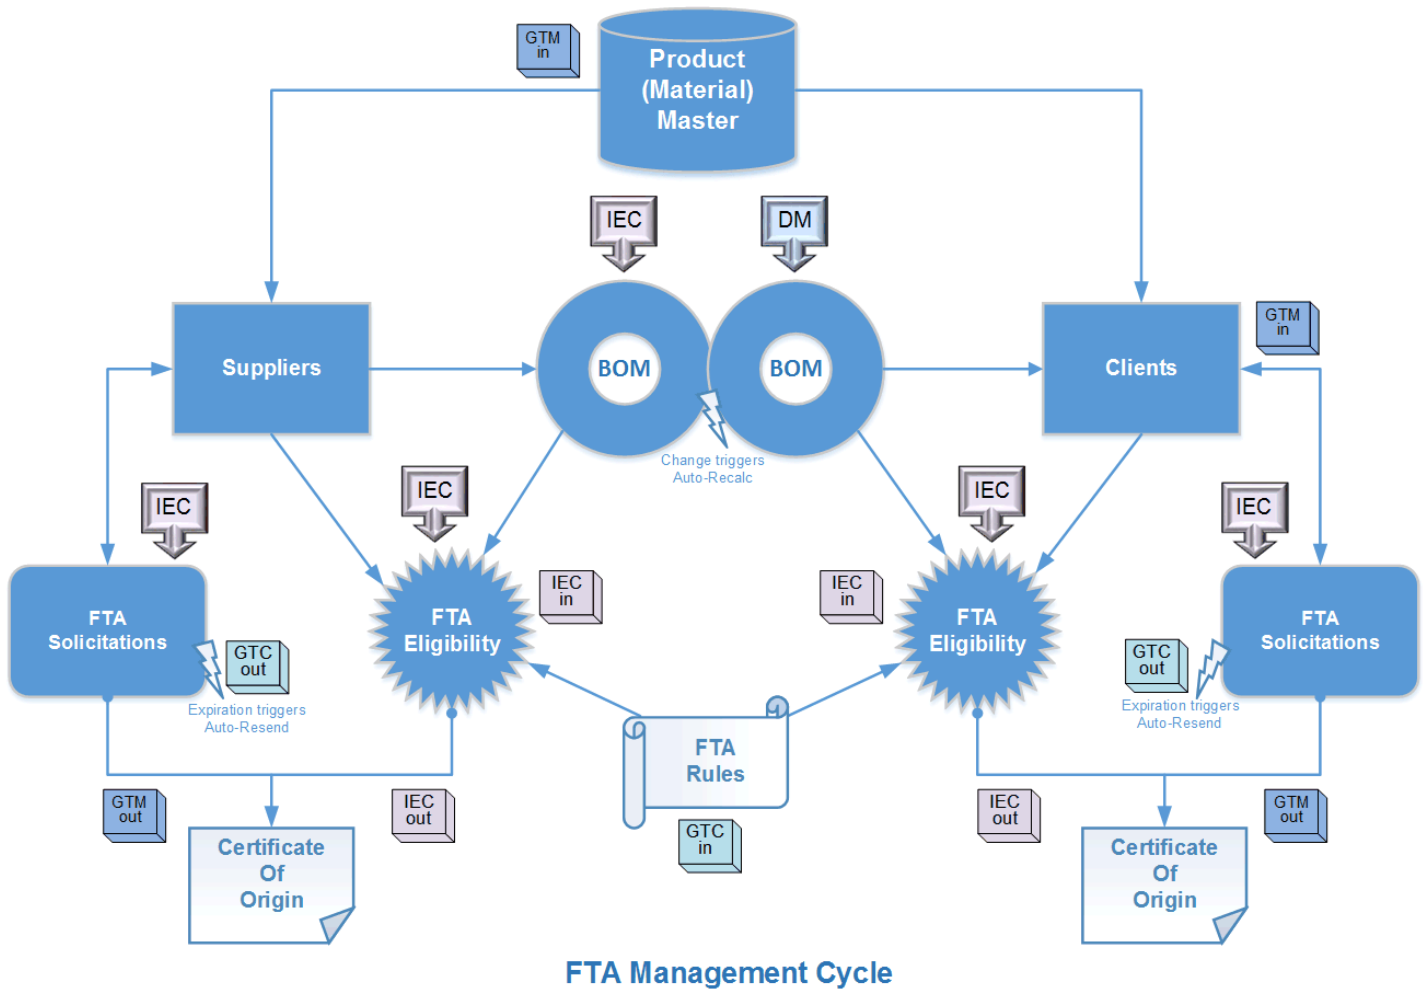 GTM
in
Product
(Material)
Master
IEC
DM
Suppliers
BOM
BOM
Clients
GTM
in
Change triggers
Auto-Recalc
IEC
IEC
IEC
IEC
FTA
Solicitations
GTC
out
Expiration triggers
Auto-Resend
FTA
Eligibility
IEC
in
IEC
in
FTA
Eligibility
GTC
out
Expiration triggers
Auto-Resend
FTA
Solicitations
FTA
Rules
GTC
in
GTM
out
IEC
out
IEC
out
GTM
out
Certificate
Of
Origin
Certificate
Of
Origin
FTA Management Cycle